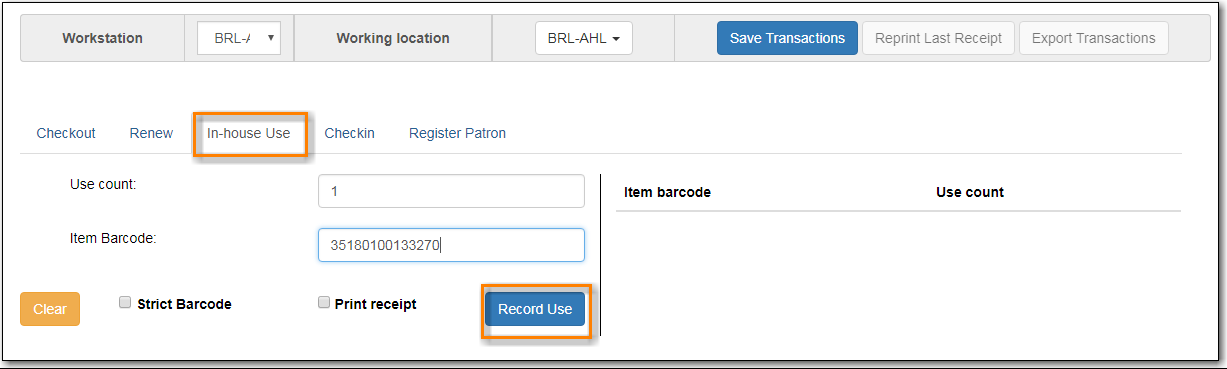 Workstation BRL-A Working location BRL-AHL Save Transactions Reprint Last Receipt Export Transactions
Checkout Renew In-house Use Checkin Register Patron
Use count: 1 Item barcode Use count
Item Barcode: 35180100133270
Clear Strict Barcode Print receipt Record Use